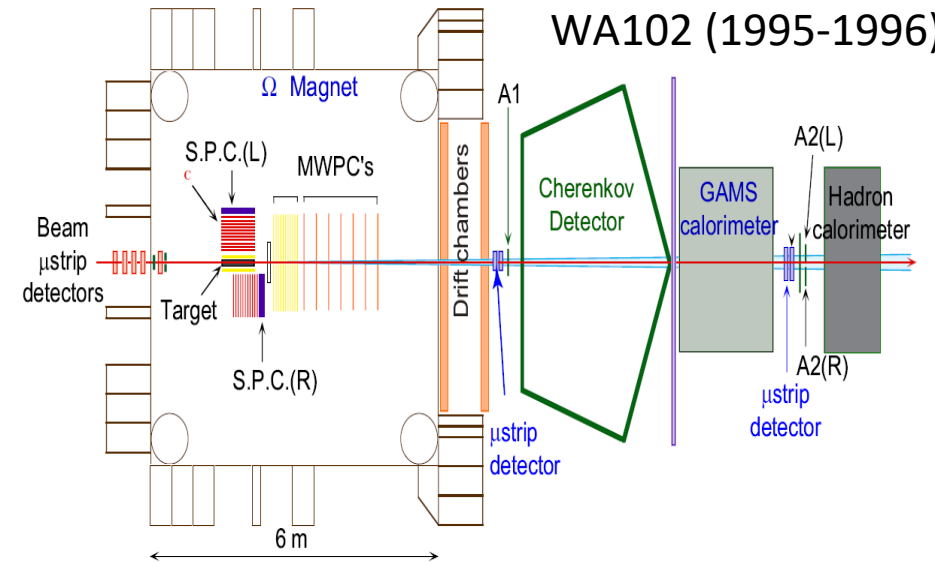 WA102 (1995-1996)
Ω Magnet
A1
S.P.C.(L)
MWPC's
A2(L)
c
Cherenkov
Detector
GAMS
calorimeter
Hadron
calorimeter
Beam
μstrip
detectors
Drift chambers
Target
S.P.C.(R)
A2(R)
μstrip
detector
μstrip
detector
6 m